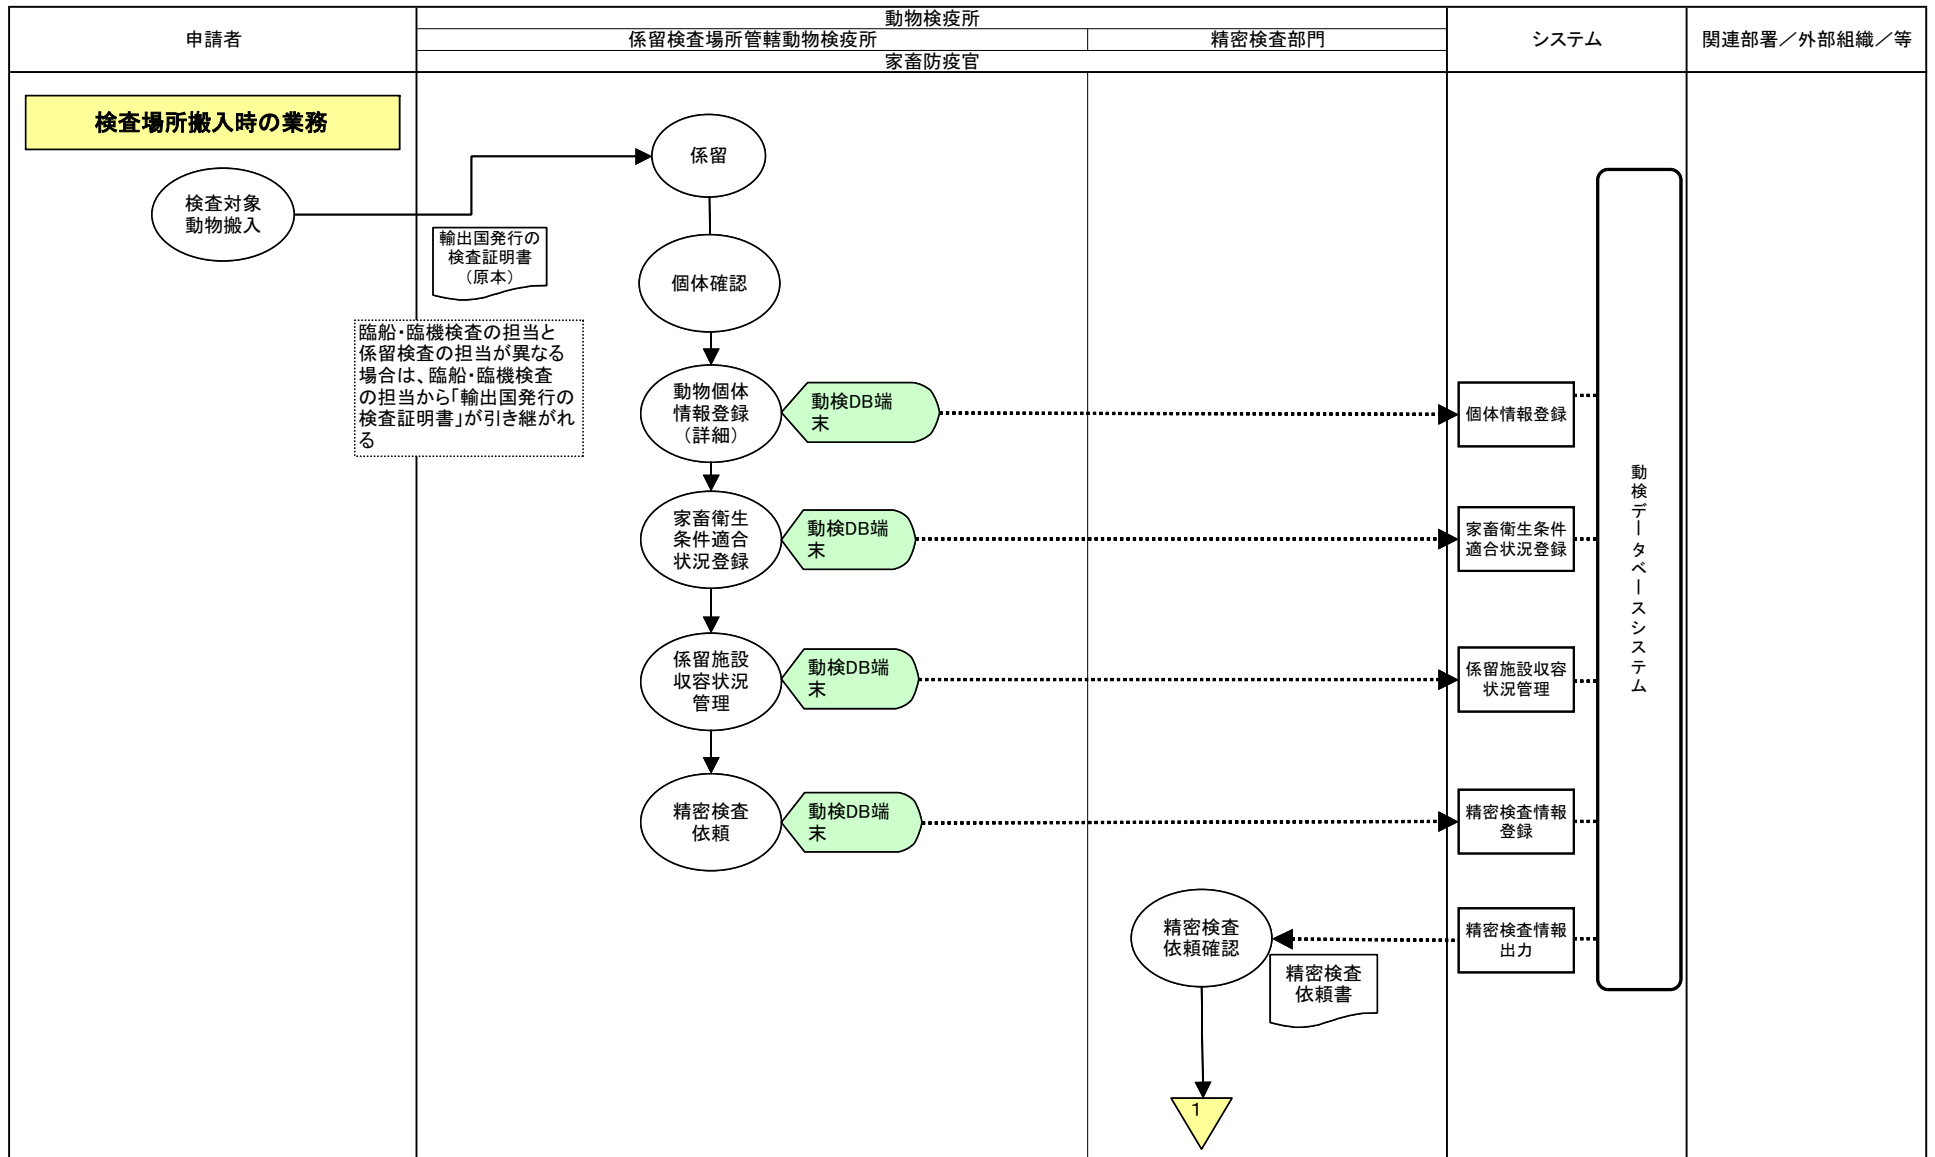 申請者
動物検疫所
係留検査場所管轄動物検疫所
精密検査部門
家畜防疫官
システム
関連部署／外部組織／等
検査場所搬入時の業務
検査対象
動物搬入
係留
輸出国発行の
検査証明書
（原本）
個体確認
臨船・臨機検査の担当と
係留検査の担当が異なる
場合は、臨船・臨機検査
の担当から「輸出国発行の
検査証明書」が引き継がれ
る
動物個体
情報登録
（詳細）
動検DB端
末
個体情報登録
家畜衛生
条件適合
状況登録
動検DB端
末
家畜衛生条件
適合状況登録
係留施設
収容状況
管理
動検DB端
末
係留施設収容
状況管理
精密検査
依頼
動検DB端
末
精密検査情報
登録
精密検査
依頼確認
精密検査
依頼書
精密検査情報
出力
動検データベースシステム
1